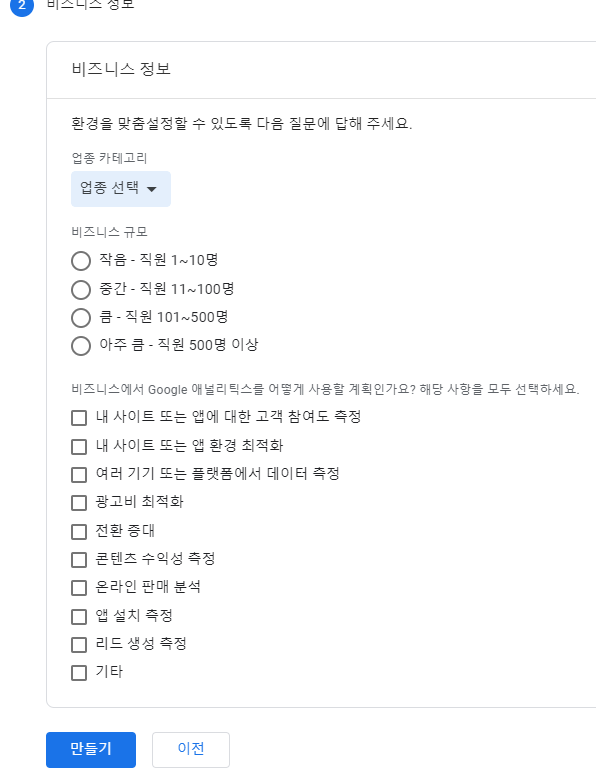 2 비즈니스 정보
비즈니스 정보
환경을 맞춤설정할 수 있도록 다음 질문에 답해 주세요.
업종 카테고리
업종 선택
비즈니스 규모
작음 - 직원 1~10명
중간 - 직원 11~100명
큼 - 직원 101~500명
아주 큼 - 직원 500명 이상
비즈니스에서 Google 애널리틱스를 어떻게 사용할 계획인가요? 해당 사항을 모두 선택하세요.
내 사이트 또는 앱에 대한 고객 참여도 측정
내 사이트 또는 앱 환경 최적화
여러 기기 또는 플랫폼에서 데이터 측정
광고비 최적화
전환 증대
콘텐츠 수익성 측정
온라인 판매 분석
앱 설치 측정
리드 생성 측정
기타
만들기 이전